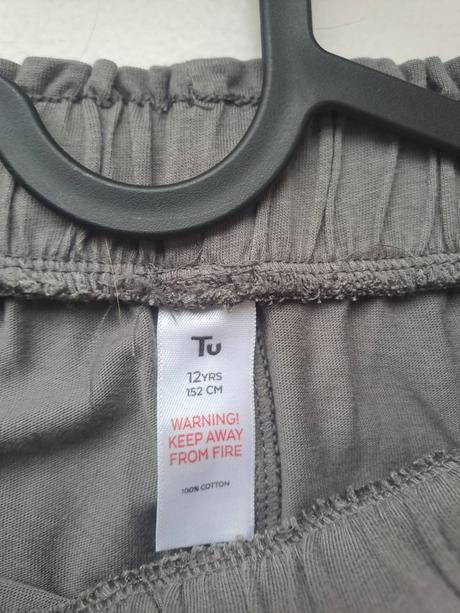 Tu
12YRS
152 CM
WARNING!
KEEP AWAY
FROM FIRE
100% COTTON